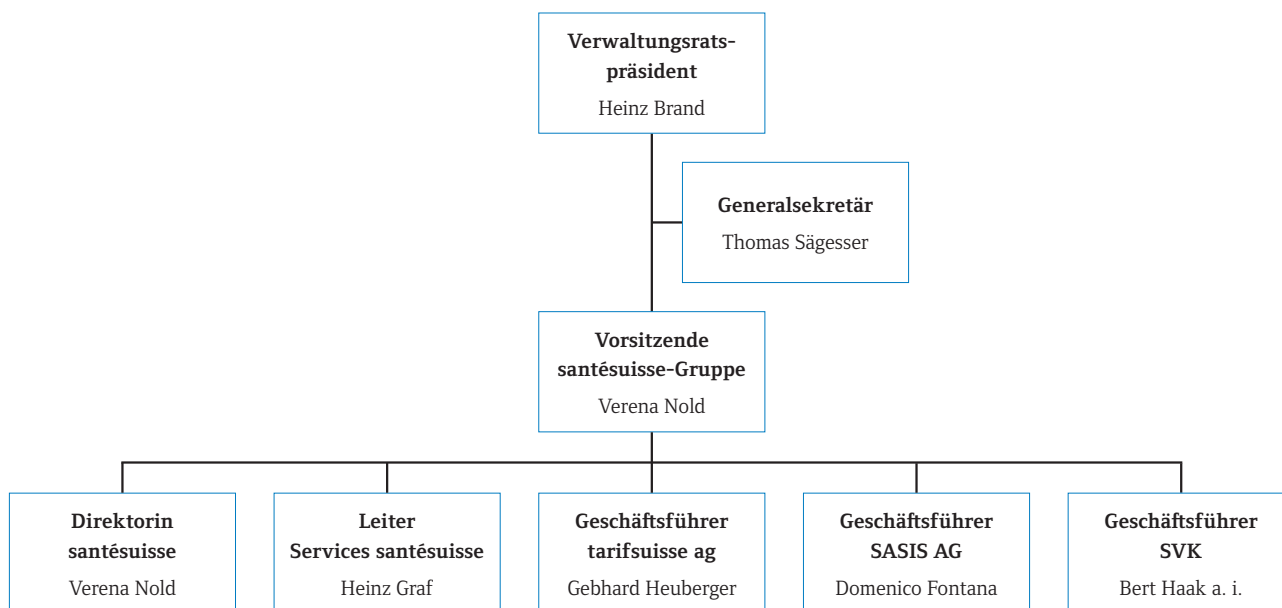 Verwaltungsrats-
präsident
Heinz Brand
Generalsekretär
Thomas Sägesser
Vorsitzende
santésuisse-Gruppe
Verena Nold
Direktorin
santésuisse
Verena Nold
Leiter
Services santésuisse
Heinz Graf
Geschäftsführer
tarifsuisse ag
Gebhard Heuberger
Geschäftsführer
SASIS AG
Domenico Fontana
Geschäftsführer
SVK
Bert Haak a. i.